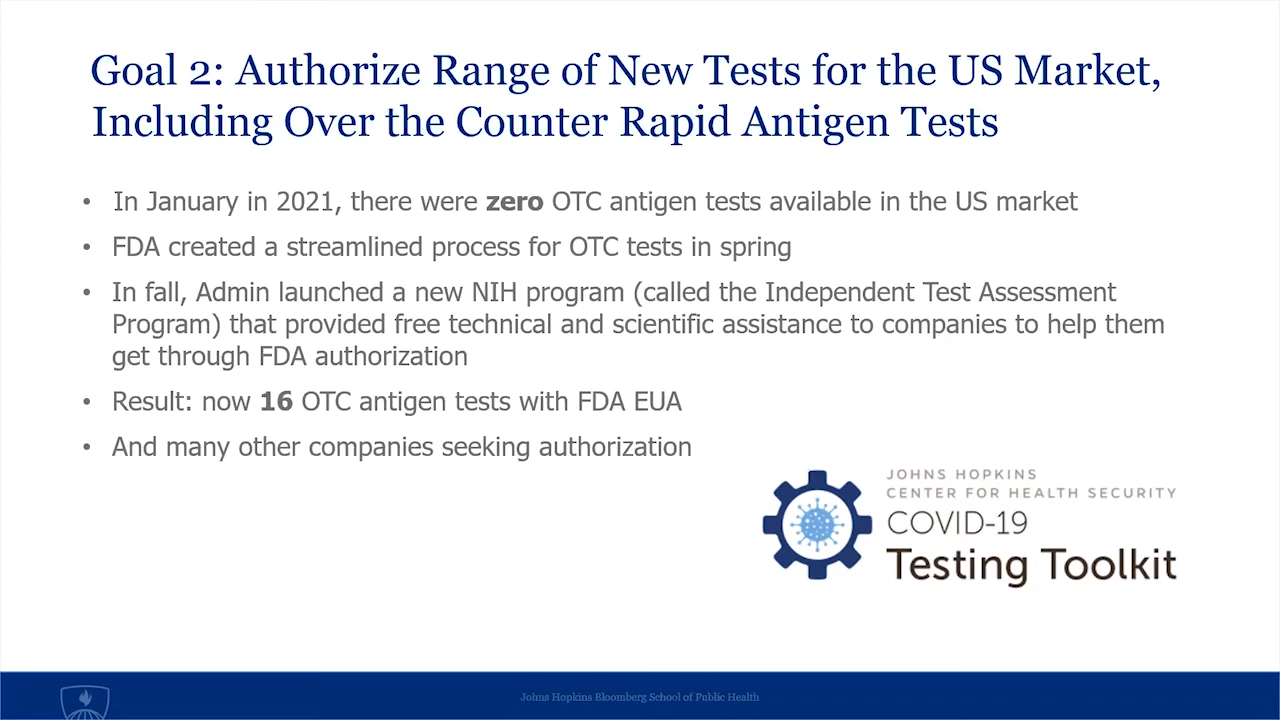 Goal 2: Authorize Range of New Tests for the US Market,
Including Over the Counter Rapid Antigen Tests
• In January in 2021, there were zero OTC antigen tests available in the US market
• FDA created a streamlined process for OTC tests in spring
• In fall, Admin launched a new NIH program (called the Independent Test Assessment
Program) that provided free technical and scientific assistance to companies to help them
get through FDA authorization
• Result: now 16 OTC antigen tests with FDA EUA
• And many other companies seeking authorization
JOHNS HOPKINS
CENTER FOR HEALTH SECURITY
COVID-19
Testing Toolkit
Johns Hopkins Bloomberg School of Public Health